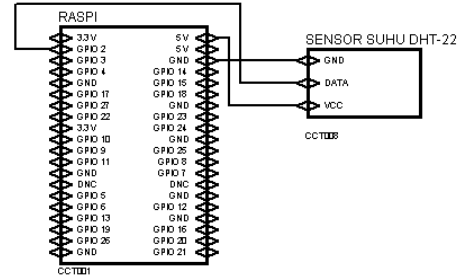 RASPI
3.3V 5V
GPIO 2 5V
GPIO 3 GND
GPIO 4 GPIO 14
GND GPIO 15
GPIO 17 GPIO 18
GPIO 27 GND
GPIO 22 GPIO 23
3.3V GPIO 24
GPIO 10 GND
GPIO 9 GPIO 25
GPIO 11 GPIO 8
GND GPIO 7
DNC DNC
GPIO 5 GND
GPIO 6 GPIO 12
GPIO 13 GND
GPIO 19 GPIO 16
GPIO 26 GPIO 20
GND GPIO 21
CCT001
SENSOR SUHU DHT-22
GND
DATA
VCC
CCT008